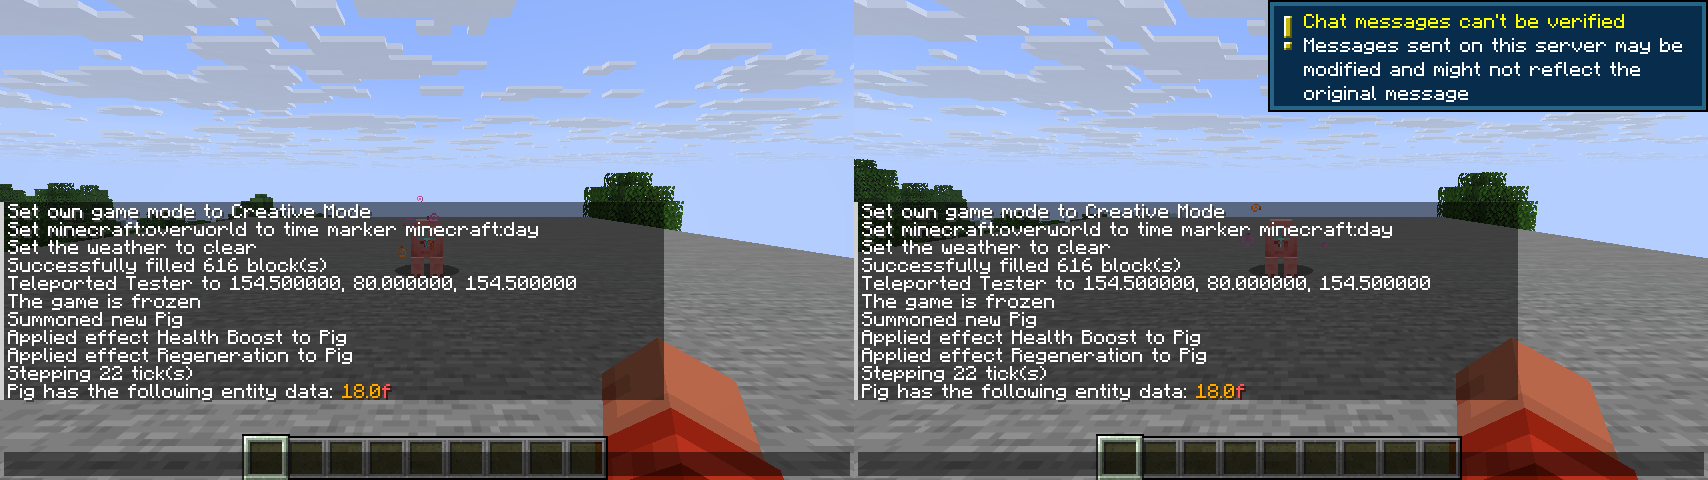 Set own game mode to Creative Mode
Set minecraft:overworld to time marker minecraft:day
Set the weather to clear
Successfully filled 616 block(s)
Teleported Tester to 154.500000, 80.000000, 154.500000
The game is frozen
Summoned new Pig
Applied effect Health Boost to Pig
Applied effect Regeneration to Pig
Stepping 22 tick(s)
Pig has the following entity data: 18.0f
Chat messages can't be verified
Messages sent on this server may be
modified and might not reflect the
original message
Set own game mode to Creative Mode
Set minecraft:overworld to time marker minecraft:day
Set the weather to clear
Successfully filled 616 block(s)
Teleported Tester to 154.500000, 80.000000, 154.500000
The game is frozen
Summoned new Pig
Applied effect Health Boost to Pig
Applied effect Regeneration to Pig
Stepping 22 tick(s)
Pig has the following entity data: 18.0f